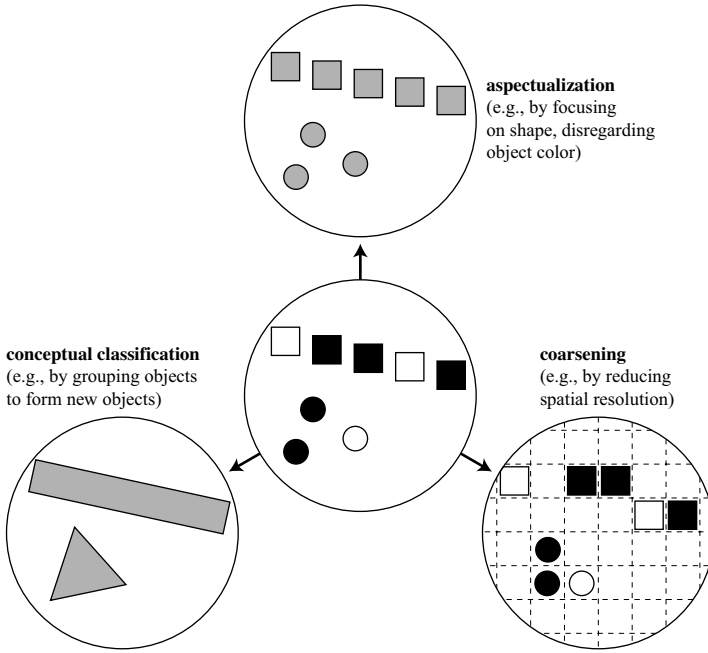 aspectualization
(e.g., by focusing
on shape, disregarding
object color)
conceptual classification
(e.g., by grouping objects
to form new objects)
coarsening
(e.g., by reducing
spatial resolution)